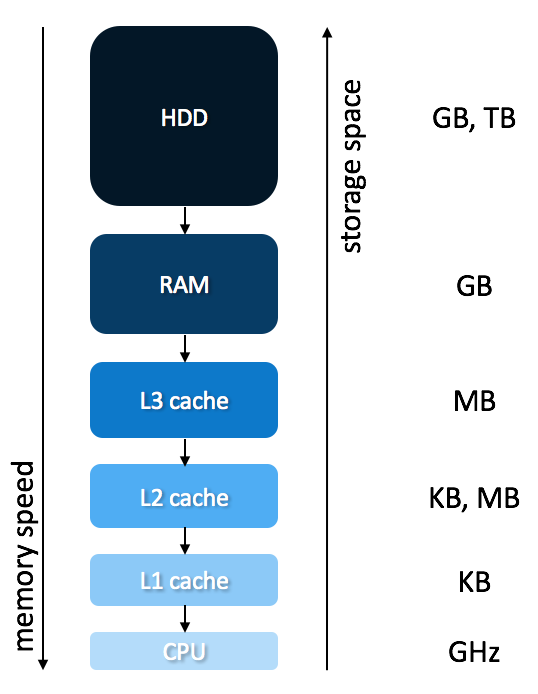 HDD
GB, TB
storage space
RAM
GB
L3 cache
MB
memory speed
L2 cache
KB, MB
L1 cache
KB
CPU
GHz